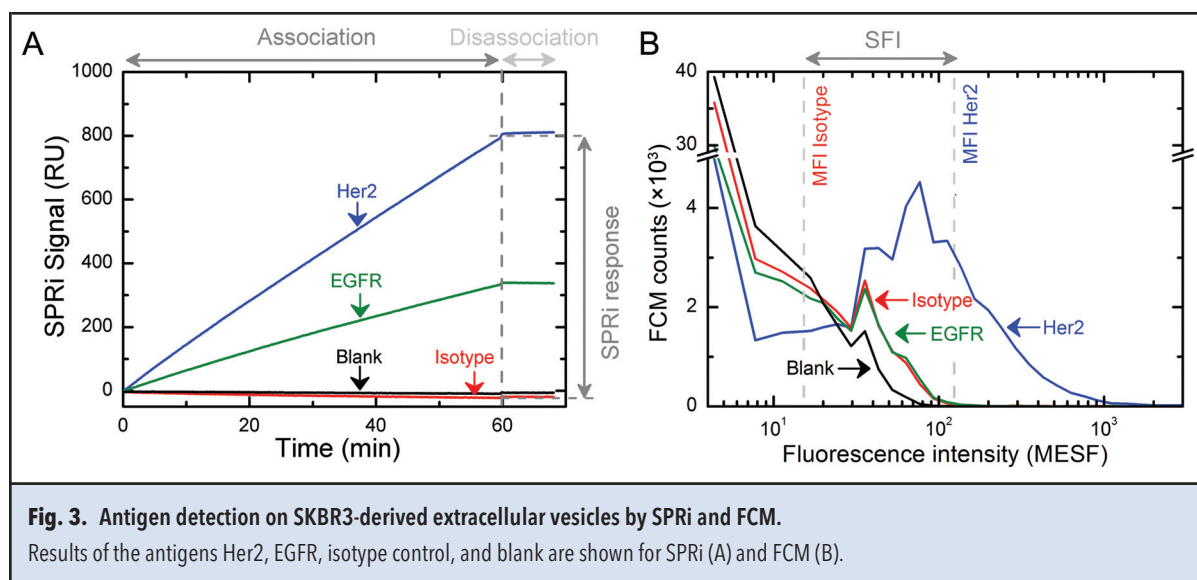 A
Association
Disassociation
1000
800
600
400
200
0
SPRi Signal (RU)
Her2
EGFR
Blank
Isotype
SPRi response
0
20
40
60
Time (min)
B
SFI
40
30
4
2
0
FCM counts (×10³)
MFI Isotype
MFI Her2
Isotype
EGFR
Her2
Blank
10¹
10²
10³
Fluorescence intensity (MESF)
Fig. 3. Antigen detection on SKBR3-derived extracellular vesicles by SPRi and FCM.
Results of the antigens Her2, EGFR, isotype control, and blank are shown for SPRi (A) and FCM (B).